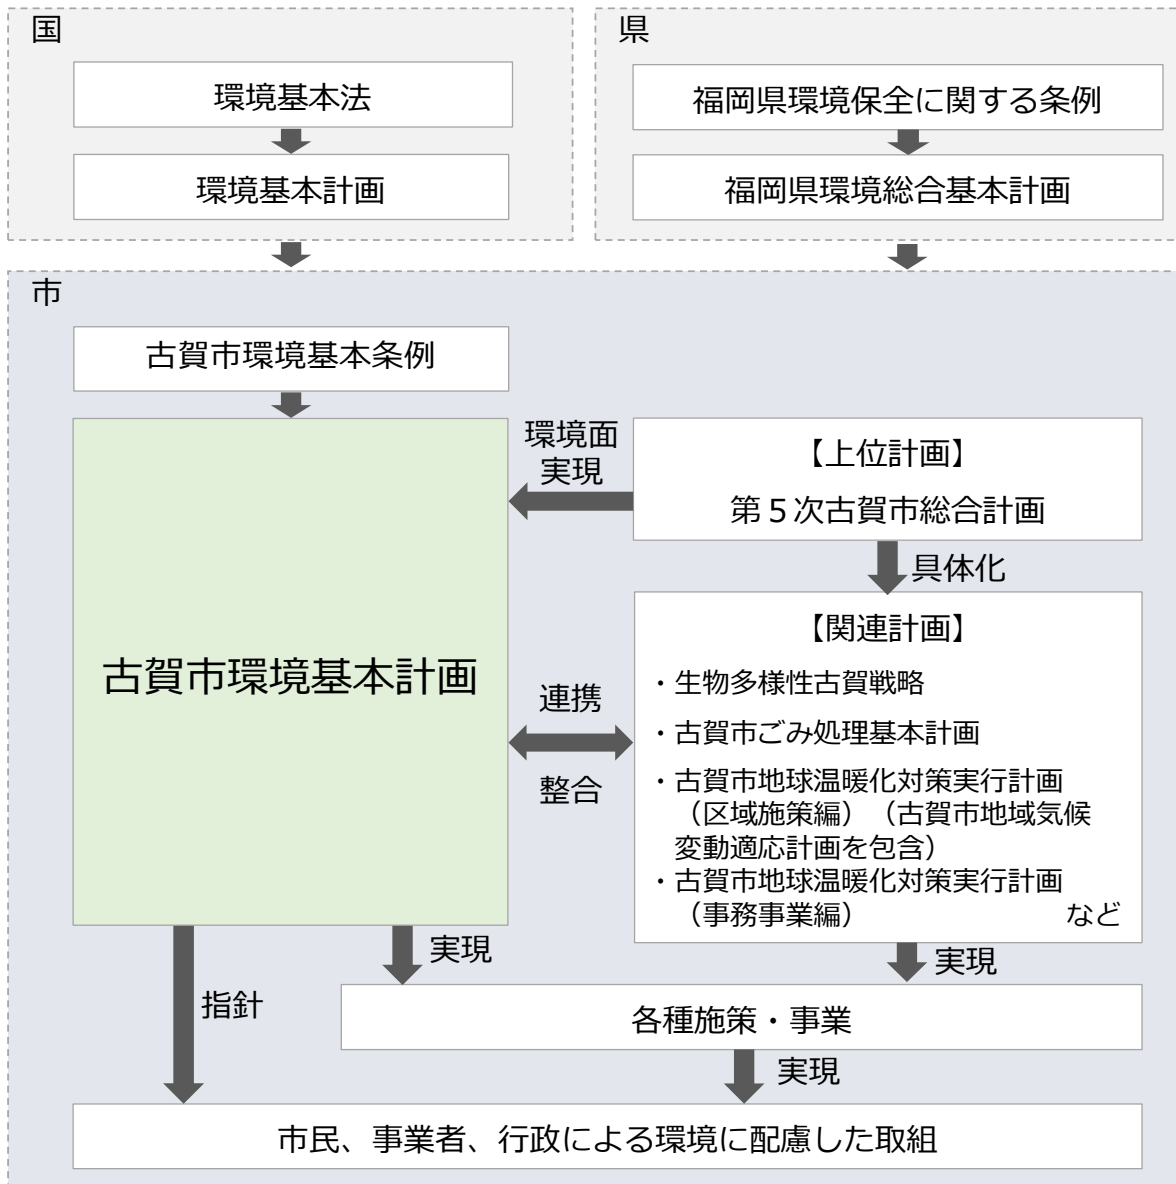 国
環境基本法
環境基本計画
県
福岡県環境保全に関する条例
福岡県環境総合基本計画
市
古賀市環境基本条例
古賀市環境基本計画
環境面
実現
【上位計画】
第5次古賀市総合計画
具体化
【関連計画】
・生物多様性古賀戦略
・古賀市ごみ処理基本計画
・古賀市地球温暖化対策実行計画
（区域施策編）（古賀市地域気候
変動適応計画を包含）
・古賀市地球温暖化対策実行計画
（事務事業編） など
連携
整合
実現
実現
指針
各種施策・事業
実現
市民、事業者、行政による環境に配慮した取組